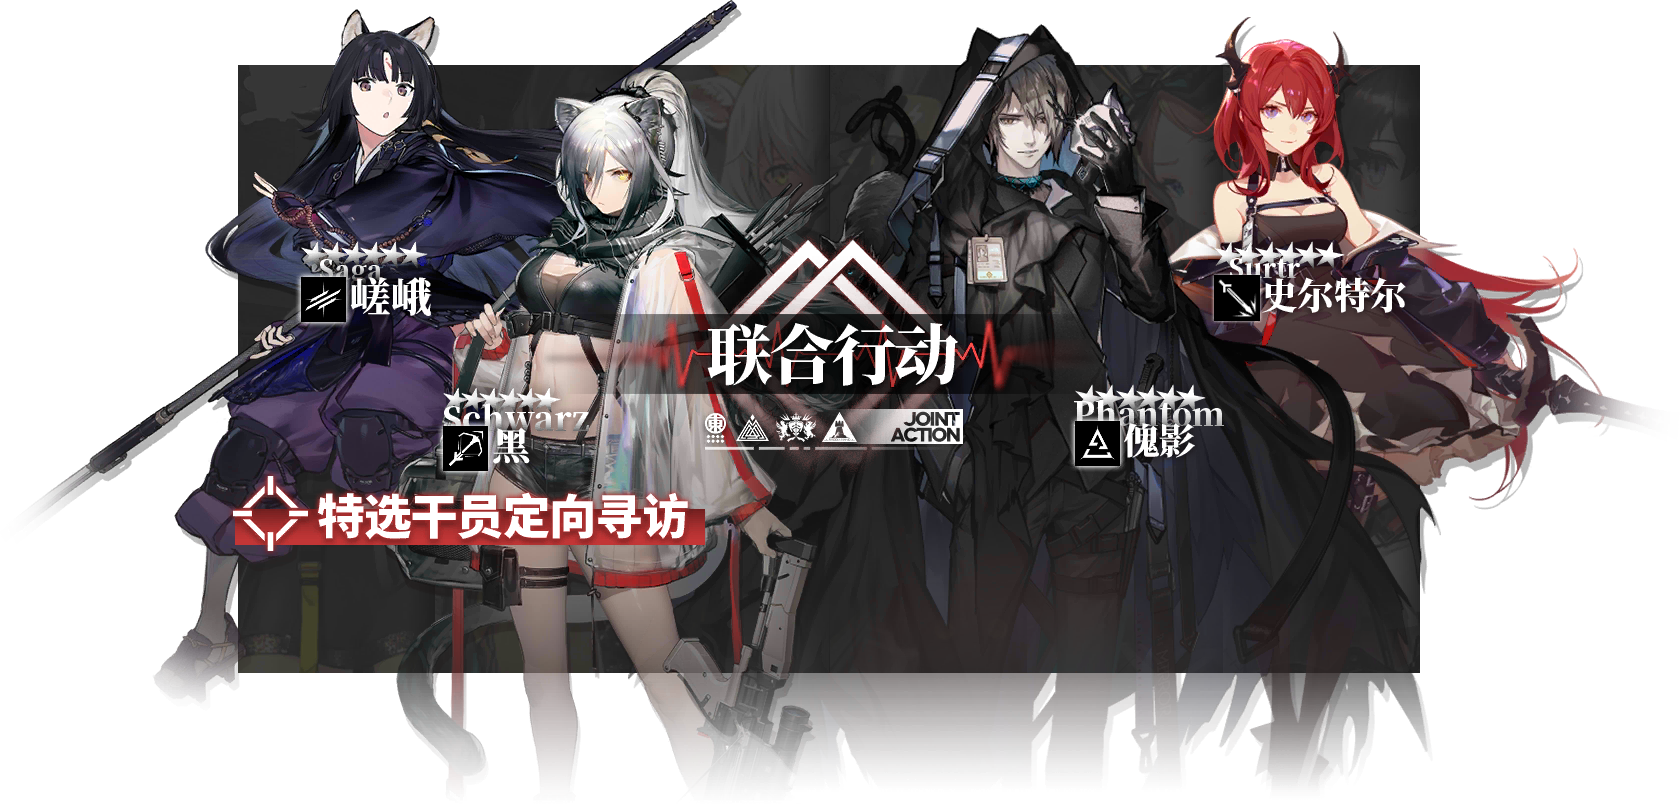 Saga
嵯峨
Schwarz
黑
联合行动
東
JOINT
ACTION
Phantom
傀影
Surtr
史尔特尔
特选干员定向寻访